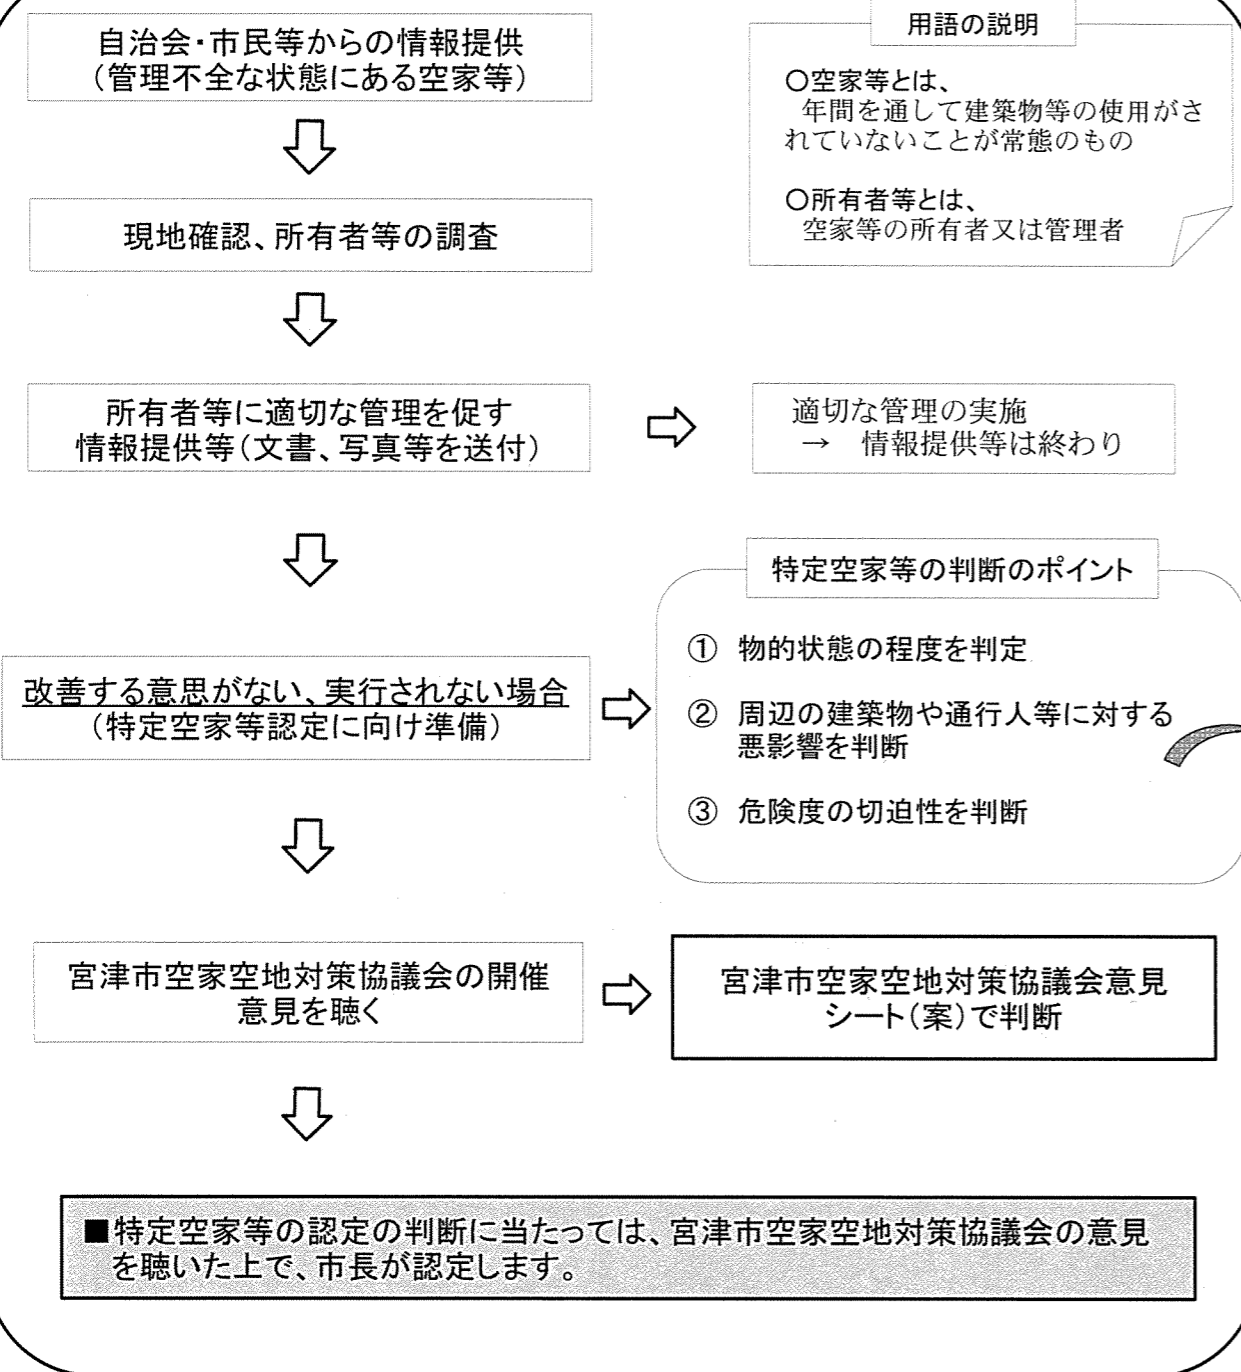 自治会・市民等からの情報提供
(管理不全な状態にある空家等)
用語の説明
〇空家等とは、
年間を通して建築物等の使用がさ
れていないことが常態のもの
〇所有者等とは、
空家等の所有者又は管理者
現地確認、所有者等の調査
所有者等に適切な管理を促す
情報提供等(文書、写真等を送付)
適切な管理の実施
→ 情報提供等は終わり
改善する意思がない、実行されない場合
(特定空家等認定に向け準備)
特定空家等の判断のポイント
① 物的状態の程度を判定
② 周辺の建築物や通行人等に対する
悪影響を判断
③ 危険度の切迫性を判断
宮津市空家空地対策協議会の開催
意見を聴く
宮津市空家空地対策協議会意見
シート(案)で判断
■特定空家等の認定の判断に当たっては、宮津市空家空地対策協議会の意見
を聴いた上で、市長が認定します。